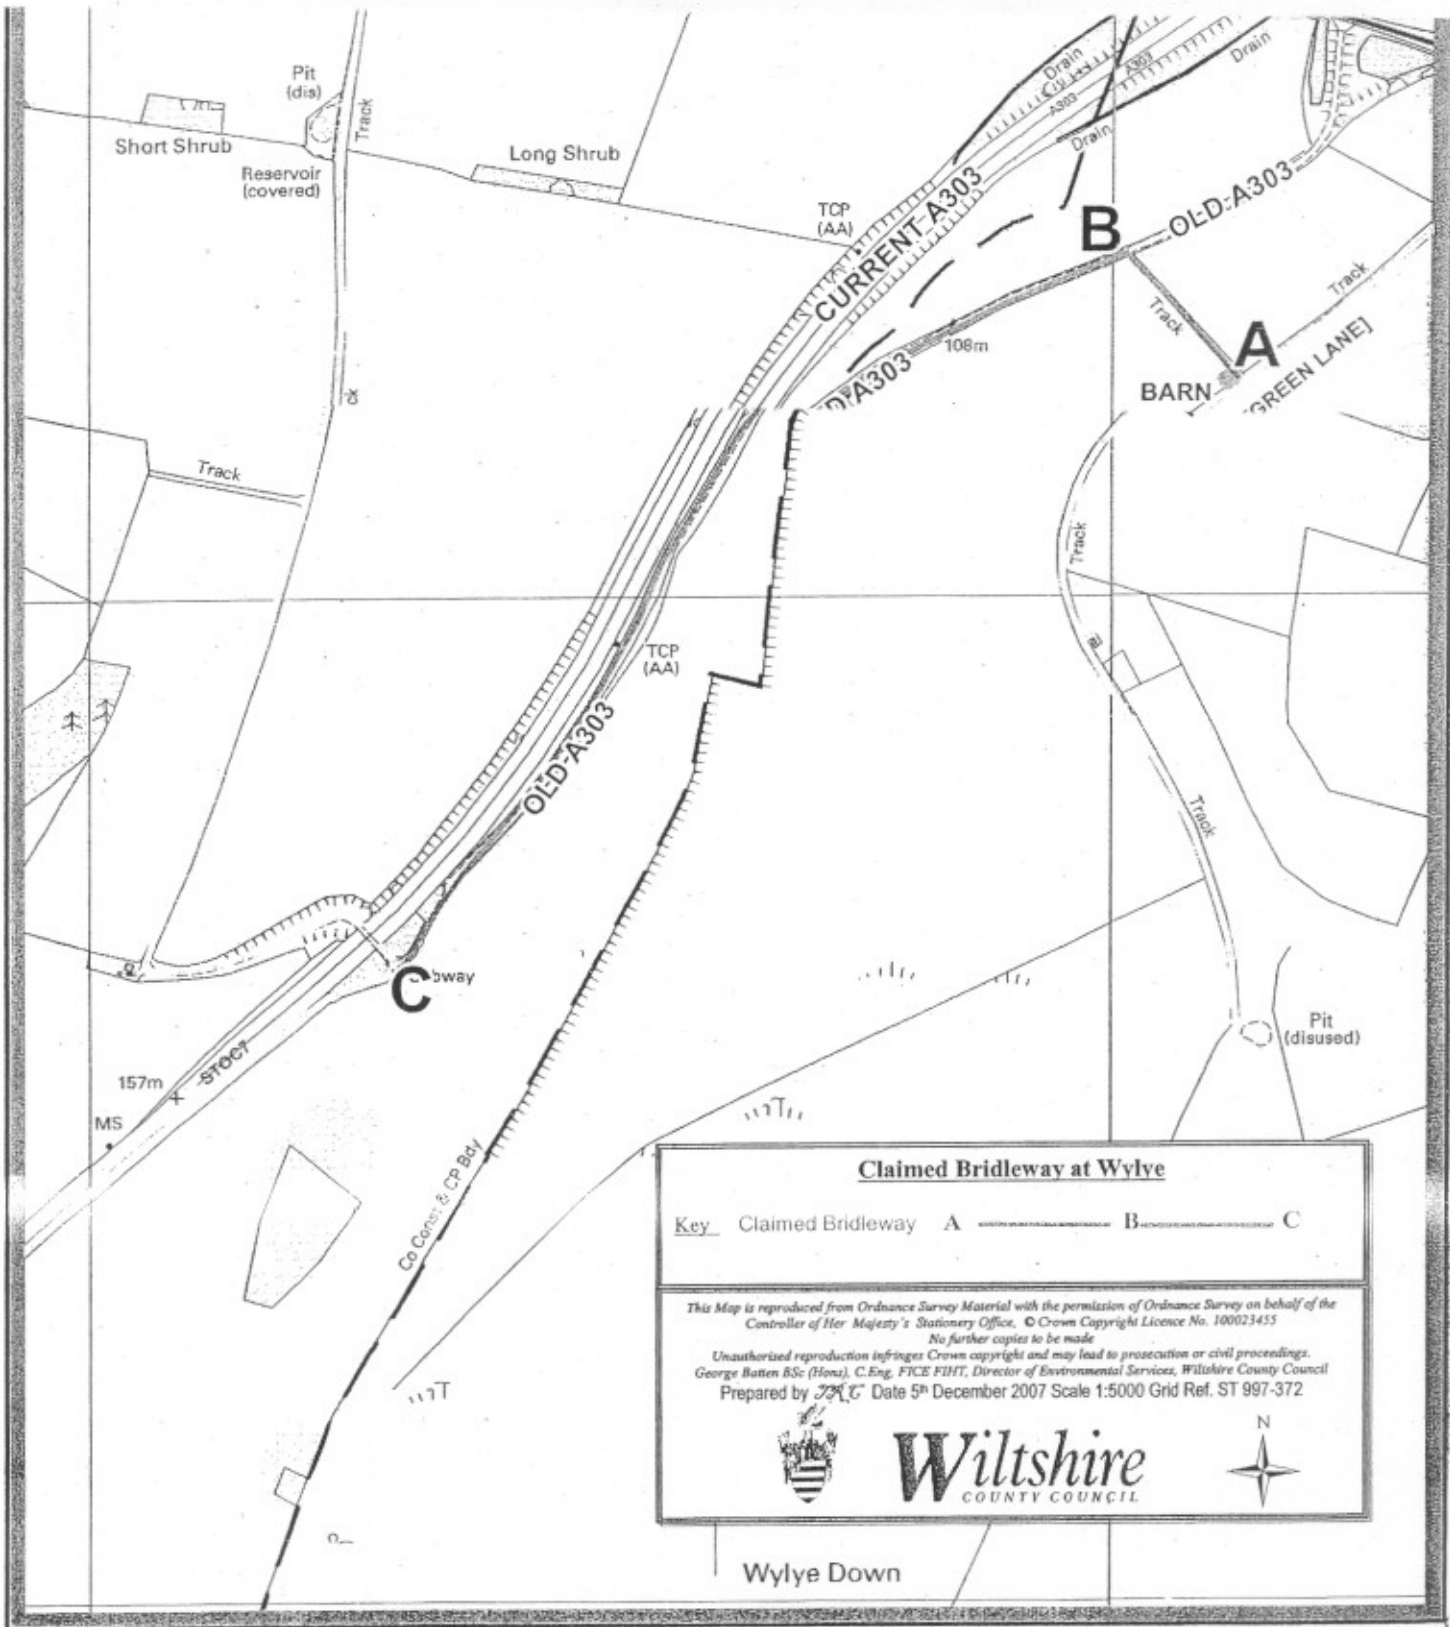 Pit
(dis)
Track
Short Shrub
Reservoir
(covered)
Long Shrub
TCP
(AA)
CURRENT A303
Drain
A303
A303
Drain
Drain
B
OLD A303
Track
Track
A
108m
D A303
BARN
GREEN LANE]
ck
Track
Track
TCP
(AA)
OLD A303
Track
C
bway
Pit
(disused)
157m
MS
Co Const & CP Bdy
Claimed Bridleway at Wylye
Key Claimed Bridleway A B C
This Map is reproduced from Ordnance Survey Material with the permission of Ordnance Survey on behalf of the
Controller of Her Majesty's Stationery Office, © Crown Copyright Licence No. 100023455
No further copies to be made
Unauthorised reproduction infringes Crown copyright and may lead to prosecution or civil proceedings.
George Batten BSc (Hons), C.Eng, FICE FIHT, Director of Environmental Services, Wiltshire County Council
Prepared by Date 5th December 2007 Scale 1:5000 Grid Ref. ST 997-372
N
Wiltshire
COUNTY COUNCIL
Wylye Down